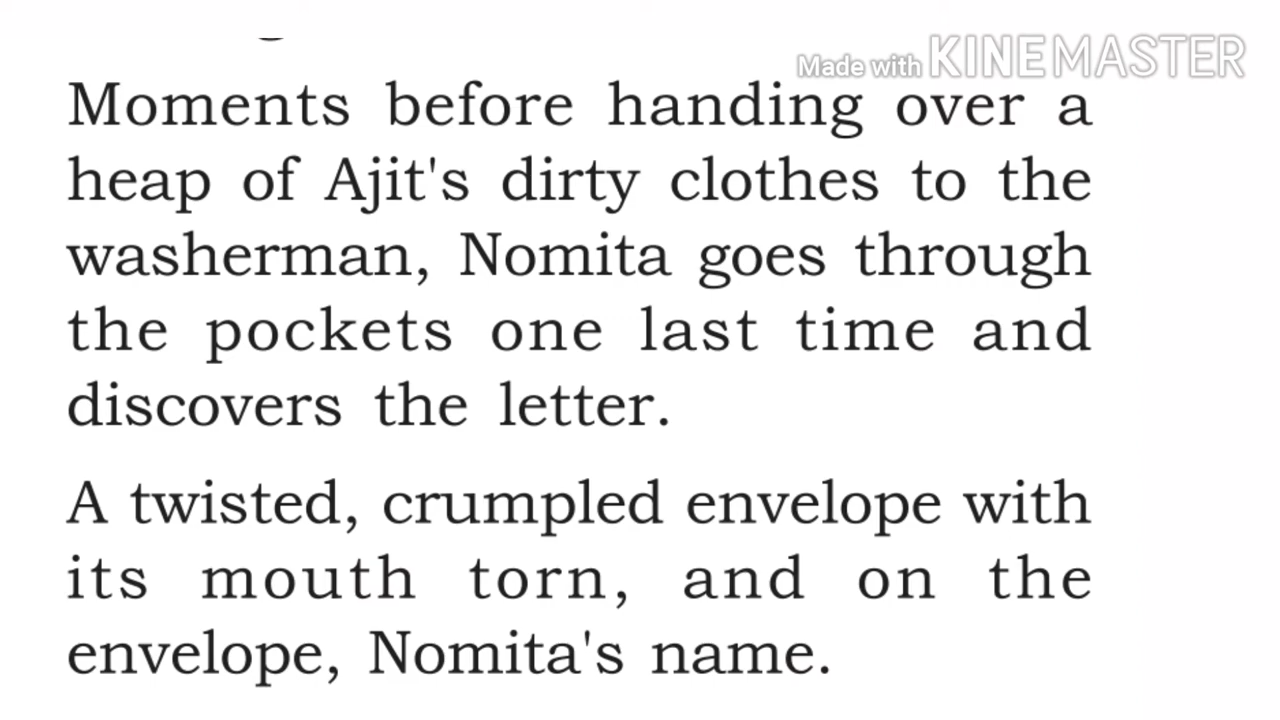 Made with KINEMASTER
Moments before handing over a
heap of Ajit's dirty clothes to the
washerman, Nomita goes through
the pockets one last time and
discovers the letter.
A twisted, crumpled envelope with
its mouth torn, and on the
envelope, Nomita's name.